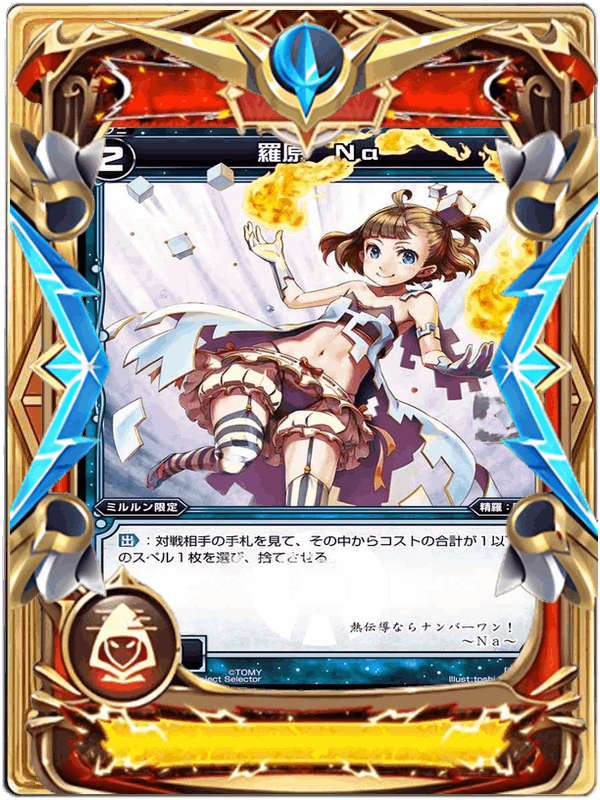 2
羅原 Na
ミルルン限定
精羅:
出:対戦相手の手札を見て、その中からコストの合計が1以
のスペル1枚を選び、捨てさせる
熱伝導ならナンバーワン!
~Na~
©TOMY
ject Selector
Illust.toshi